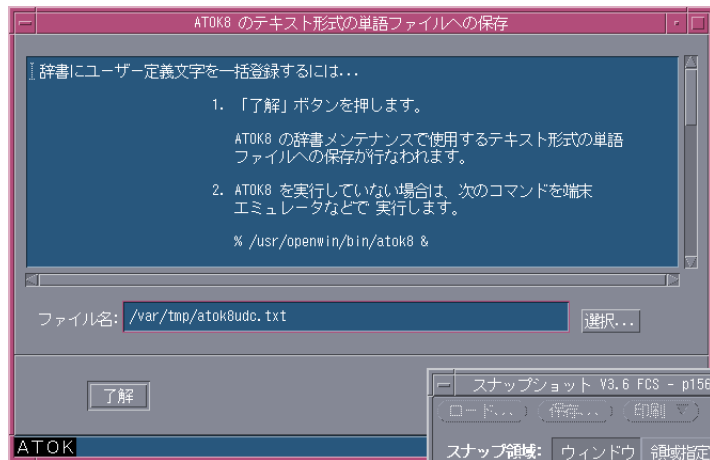 ATOK8 のテキスト形式の単語ファイルへの保存
辞書にユーザー定義文字を一括登録するには...
1. 「了解」ボタンを押します。
ATOK8 の辞書メンテナンスで使用するテキスト形式の単語
ファイルへの保存が行なわれます。
2. ATOK8 を実行していない場合は、次のコマンドを端末
エミュレータなどで 実行します。
% /usr/openwin/bin/atok8 &
ファイル名: /var/tmp/atok8udc.txt 選択...
了解
スナップショット V3.6 FCS - p156
ロード... 保存... 印刷
スナップ領域: ウィンドウ 領域指定
ATOK